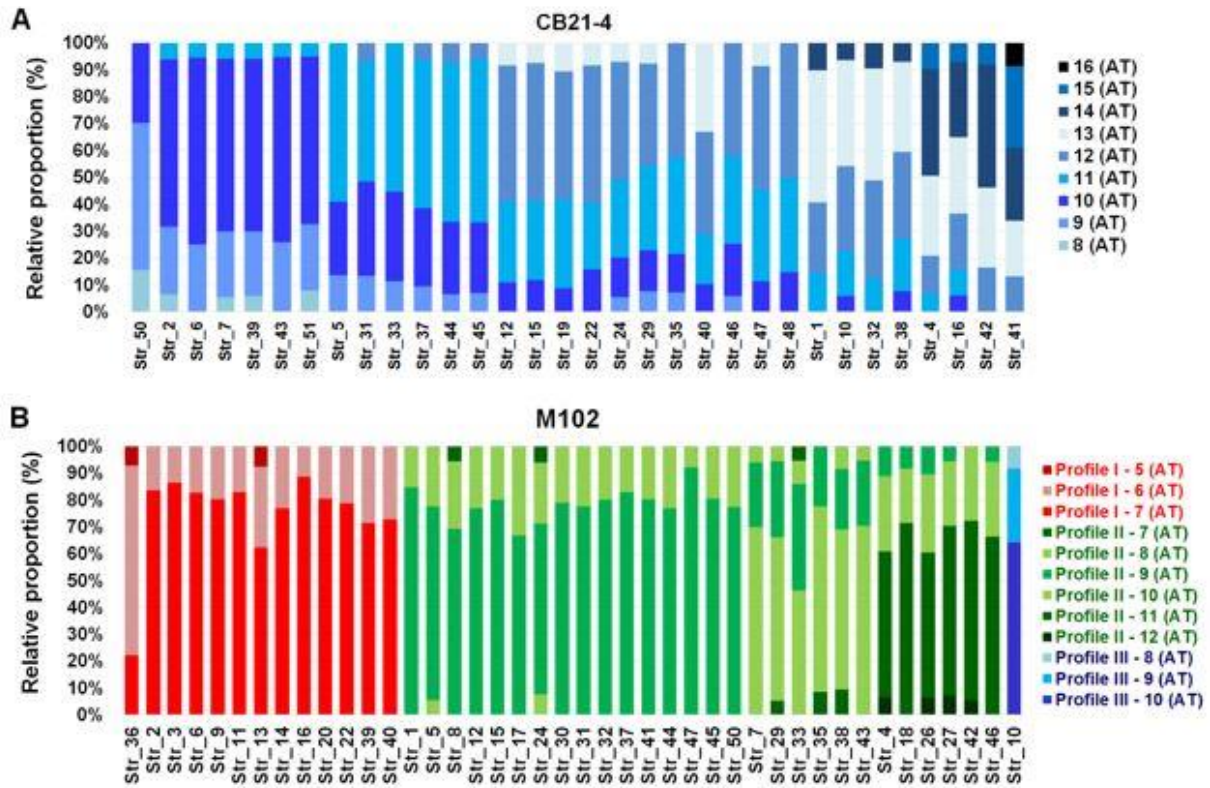 A
CB21-4
Relative proportion (%)
100%
90%
80%
70%
60%
50%
40%
30%
20%
10%
0%
Str_50
Str_2
Str_6
Str_7
Str_39
Str_43
Str_51
Str_5
Str_31
Str_33
Str_37
Str_44
Str_45
Str_12
Str_15
Str_19
Str_22
Str_24
Str_29
Str_35
Str_40
Str_46
Str_47
Str_48
Str_1
Str_10
Str_32
Str_38
Str_4
Str_16
Str_42
Str_41
16 (AT)
15 (AT)
14 (AT)
13 (AT)
12 (AT)
11 (AT)
10 (AT)
9 (AT)
8 (AT)
B
M102
Relative proportion (%)
100%
90%
80%
70%
60%
50%
40%
30%
20%
10%
0%
Str_36
Str_2
Str_3
Str_6
Str_9
Str_11
Str_13
Str_14
Str_16
Str_20
Str_22
Str_39
Str_40
Str_1
Str_5
Str_8
Str_12
Str_15
Str_17
Str_24
Str_30
Str_31
Str_32
Str_37
Str_41
Str_44
Str_47
Str_45
Str_50
Str_7
Str_29
Str_33
Str_35
Str_38
Str_43
Str_4
Str_18
Str_26
Str_27
Str_42
Str_46
Str_10
Profile I - 5 (AT)
Profile I - 6 (AT)
Profile I - 7 (AT)
Profile II - 7 (AT)
Profile II - 8 (AT)
Profile II - 9 (AT)
Profile II - 10 (AT)
Profile II - 11 (AT)
Profile II - 12 (AT)
Profile III - 8 (AT)
Profile III - 9 (AT)
Profile III - 10 (AT)